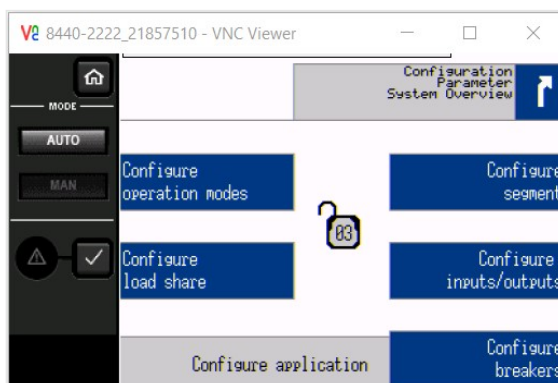 V2 8440-2222_21857510 - VNC Viewer
Configuration
Parameter
System Overview
MODE
AUTO
MAN
Configure
operation modes
Configure
segment
03
Configure
load share
Configure
inputs/outputs
Configure application
Configure
breakers